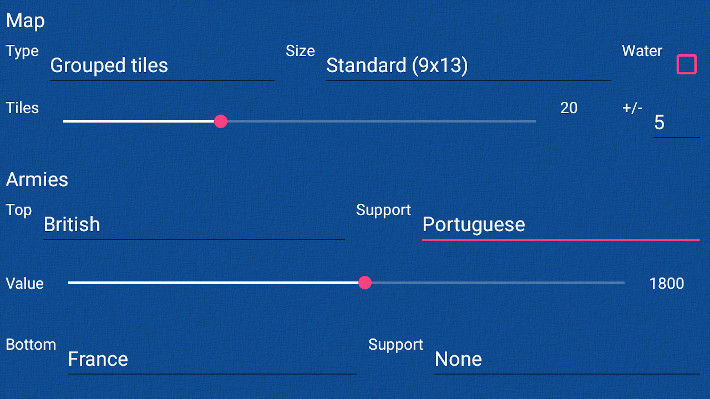 Map
Type Grouped tiles Size Standard (9x13) Water
Tiles 20 +/- 5
Armies
Top British Support Portuguese
Value 1800
Bottom France Support None